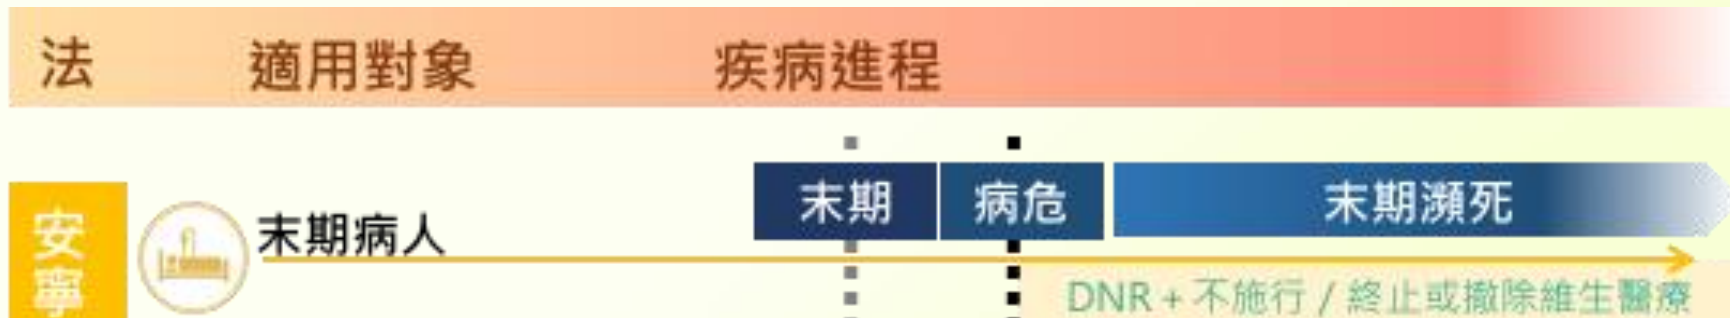 法 適用對象 疾病進程
末期 病危 末期瀕死
安寧
末期病人
DNR + 不施行 / 終止或撤除維生醫療